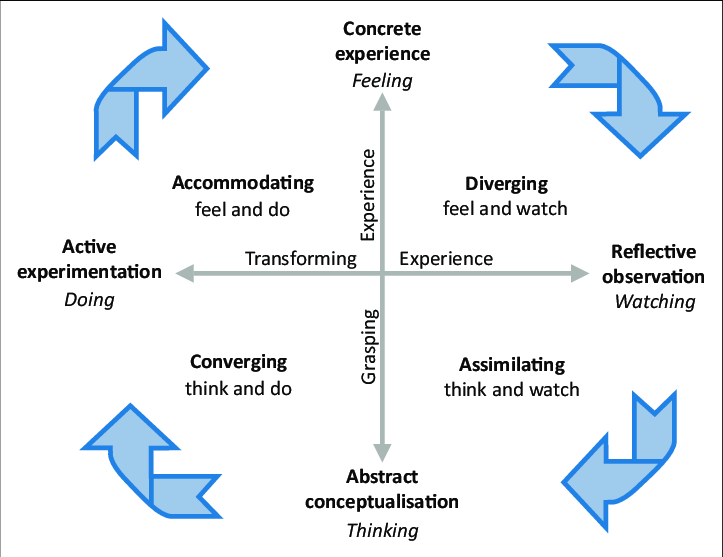 Concrete
experience
Feeling
Experience
Accommodating
feel and do
Diverging
feel and watch
Active
experimentation
Doing
Transforming
Experience
Reflective
observation
Watching
Grasping
Converging
think and do
Assimilating
think and watch
Abstract
conceptualisation
Thinking